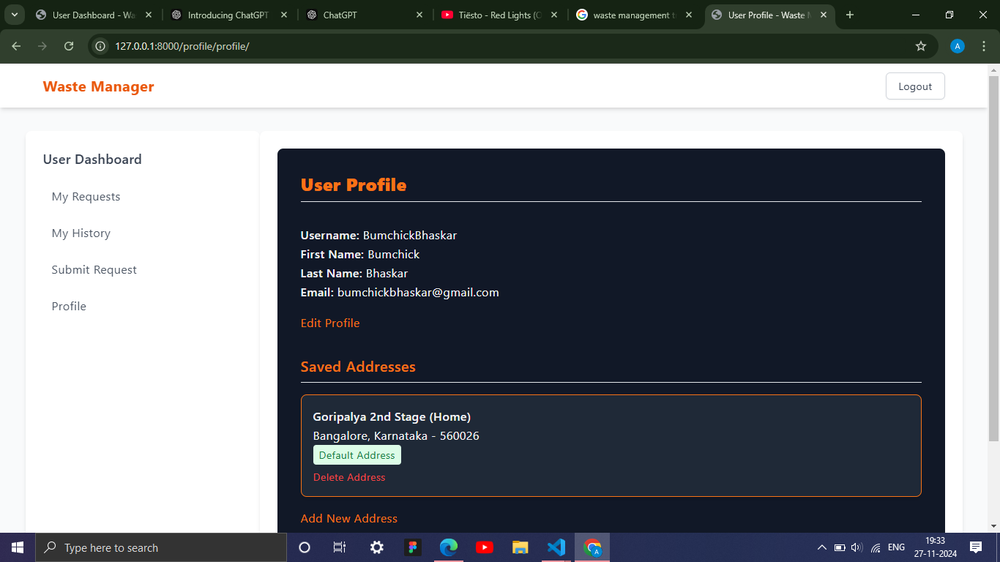 User Dashboard - Wa
Introducing ChatGPT
ChatGPT
Tiësto - Red Lights (O
waste management t
User Profile - Waste M
127.0.0.1:8000/profile/profile/
A
Waste Manager
Logout
User Dashboard
My Requests
My History
Submit Request
Profile
User Profile
Username: BumchickBhaskar
First Name: Bumchick
Last Name: Bhaskar
Email: bumchickbhaskar@gmail.com
Edit Profile
Saved Addresses
Goripalya 2nd Stage (Home)
Bangalore, Karnataka - 560026
Default Address
Delete Address
Add New Address
Type here to search
A
ENG
19:33
27-11-2024